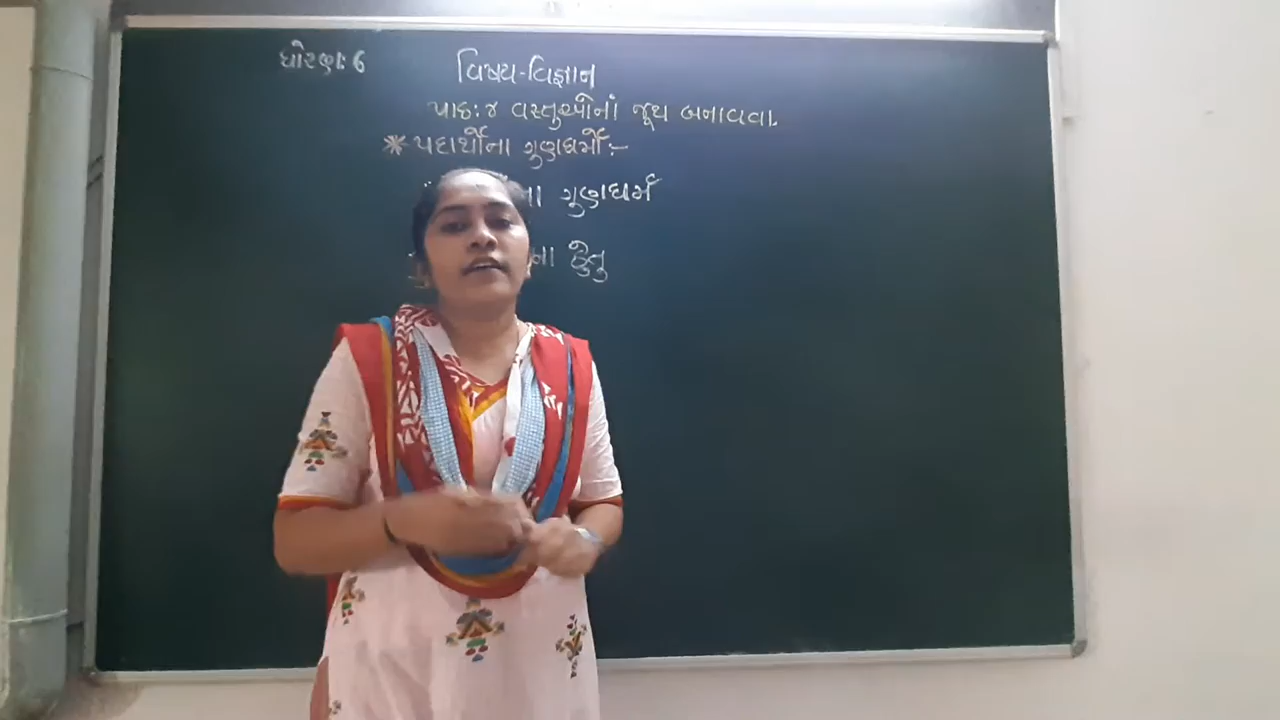 ધોરણ: 6
વિષય-વિજ્ઞાન
પાઠ: ૪ વસ્તુઓનાં જૂથ બનાવવા.
* પદાર્થોના ગુણધર્મો:-
ના ગુણધર્મ
ના હેતુ